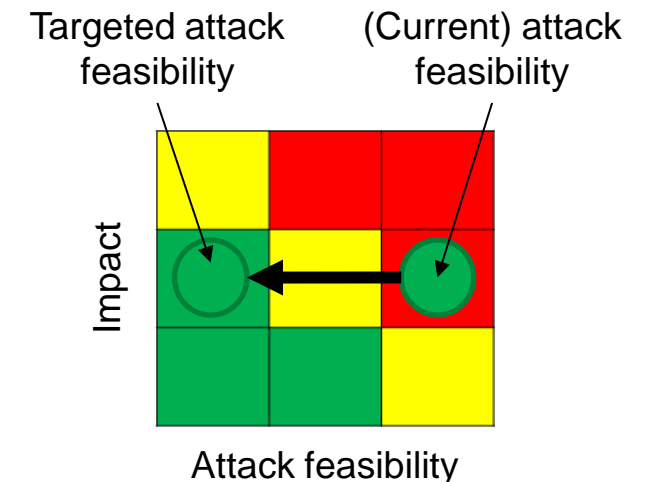 Targeted attack
feasibility
(Current) attack
feasibility
Impact
Attack feasibility